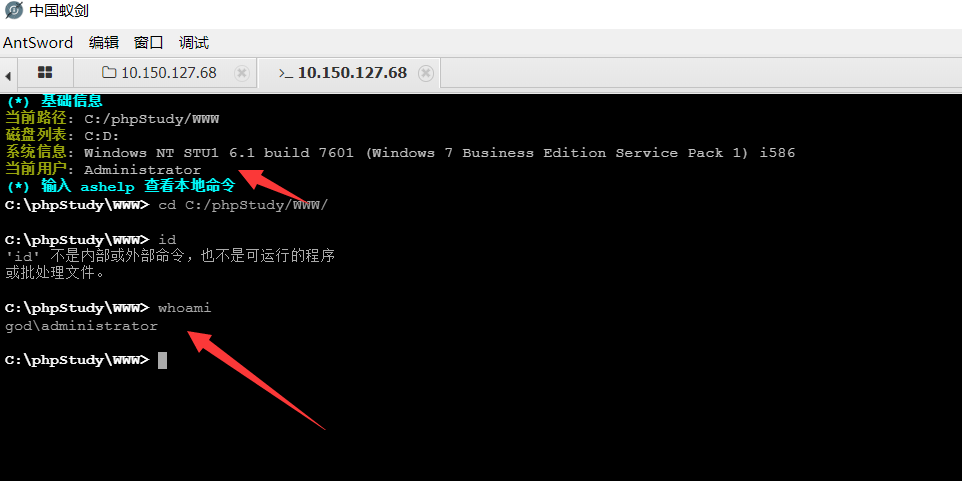 中国蚁剑
AntSword 编辑 窗口 调试
10.150.127.68 >_ 10.150.127.68
(*) 基础信息
当前路径: C:/phpStudy/WWW
磁盘列表: C:D:
系统信息: Windows NT STU1 6.1 build 7601 (Windows 7 Business Edition Service Pack 1) i586
当前用户: Administrator
(*) 输入 ashelp 查看本地命令
C:\phpStudy\WWW> cd C:/phpStudy/WWW/
C:\phpStudy\WWW> id
'id' 不是内部或外部命令，也不是可运行的程序
或批处理文件。
C:\phpStudy\WWW> whoami
god\administrator
C:\phpStudy\WWW>